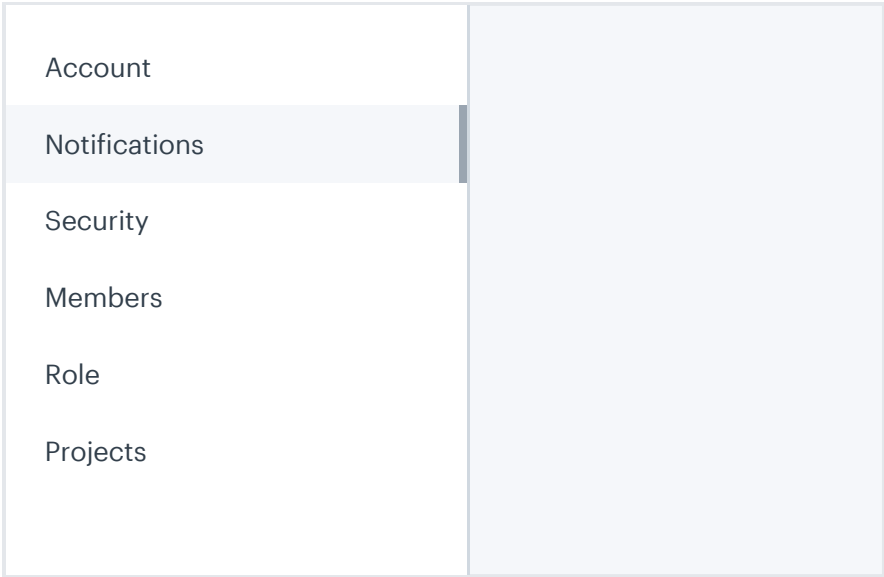 Account
Notifications
Security
Members
Role
Projects